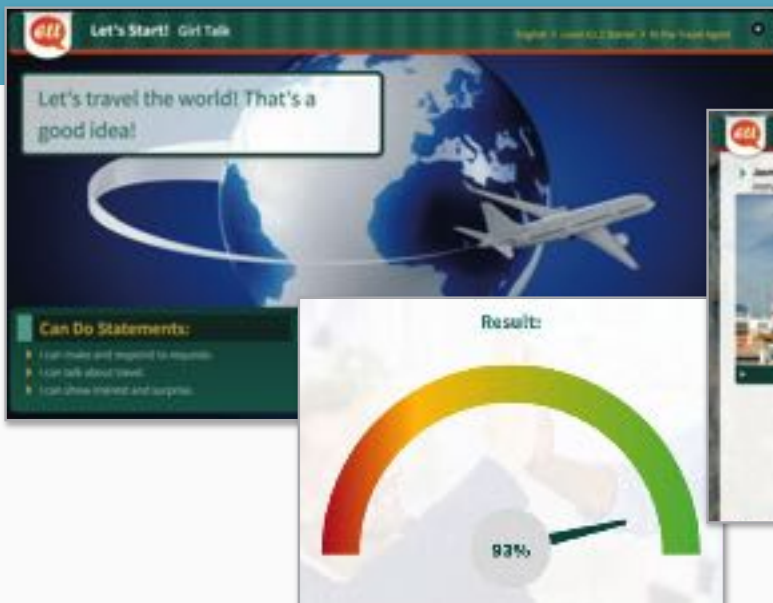 eli
Let's Start! Girl Talk
Let's travel the world! That's a
good idea!
Can Do Statements:
I can make and respond to requests.
I can talk about travel.
I can show interest and surprise.
Result:
93%